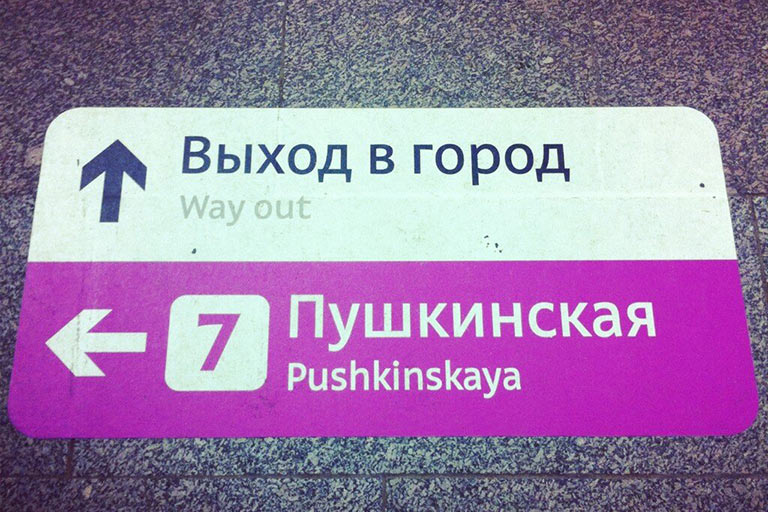 Выход в город
Way out
7 Пушкинская
Pushkinskaya